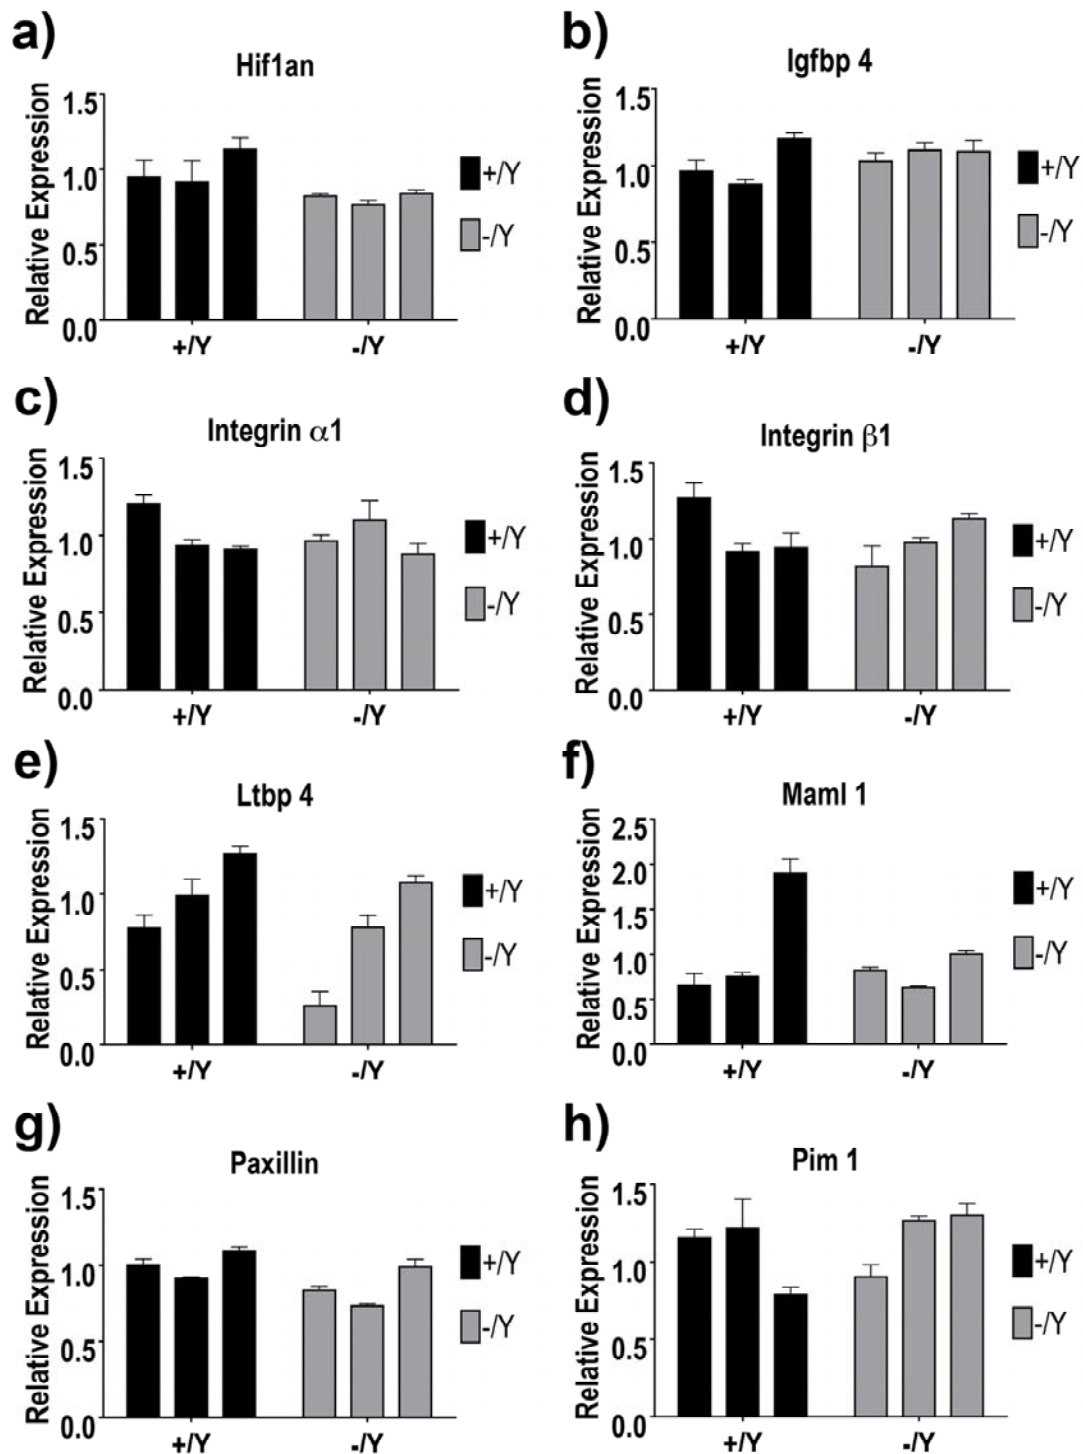 a)
Hif1an
Relative Expression
1.5
1.0
0.5
0.0
+/Y
-/Y
+/Y
-/Y
b)
Igfbp 4
Relative Expression
1.5
1.0
0.5
0.0
+/Y
-/Y
+/Y
-/Y
c)
Integrin α1
Relative Expression
1.5
1.0
0.5
0.0
+/Y
-/Y
+/Y
-/Y
d)
Integrin β1
Relative Expression
1.5
1.0
0.5
0.0
+/Y
-/Y
+/Y
-/Y
e)
Ltbp 4
Relative Expression
1.5
1.0
0.5
0.0
+/Y
-/Y
+/Y
-/Y
f)
Maml 1
Relative Expression
2.5
2.0
1.5
1.0
0.5
0.0
+/Y
-/Y
+/Y
-/Y
g)
Paxillin
Relative Expression
1.5
1.0
0.5
0.0
+/Y
-/Y
+/Y
-/Y
h)
Pim 1
Relative Expression
1.5
1.0
0.5
0.0
+/Y
-/Y
+/Y
-/Y